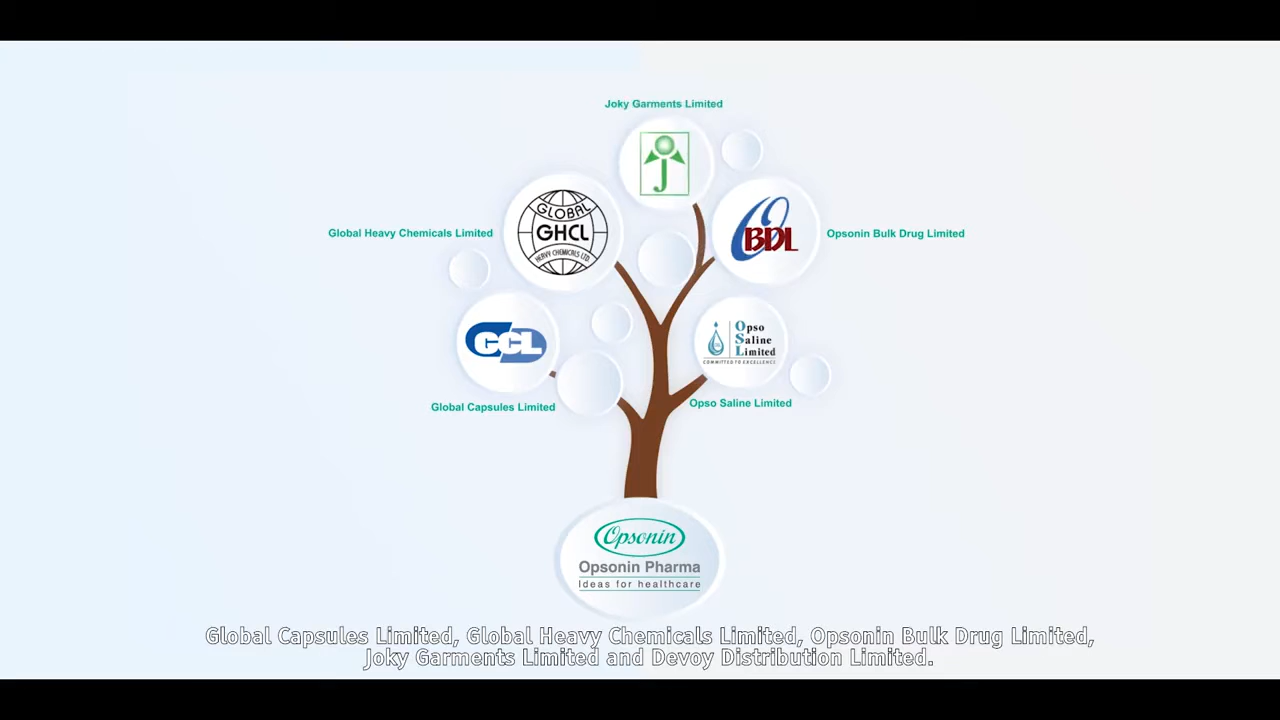 Joky Garments Limited
J
GLOBAL
GHCL
HEAVY CHEMICALS LTD.
Global Heavy Chemicals Limited
OBDL
Opsonin Bulk Drug Limited
GCL
Global Capsules Limited
Opso
Saline
Limited
COMMITTED TO EXCELLENCE
Opso Saline Limited
Opsonin
Opsonin Pharma
Ideas for healthcare
Global Capsules Limited, Global Heavy Chemicals Limited, Opsonin Bulk Drug Limited,
Joky Garments Limited and Devoy Distribution Limited.